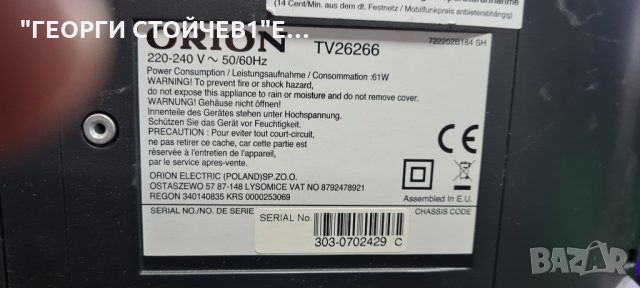 (14 Cent/Min. aus dem dt. Festnetz / Mobilfunkpreis anbieterabhängig)
"ГЕОРГИ СТОЙЧЕВ1"ЕТ
ORION TV26266 722202B184 SH
220-240 V ~ 50/60Hz
Power Consumption / Leistungsaufnahme / Consommation :61W
WARNING! To prevent fire or shock hazard,
do not expose this appliance to rain or moisture and do not remove cover.
WARNUNG! Gehäuse nicht öffnen!
Innenteile des Gerätes stehen unter Hochspannung.
Schützen Sie das Gerät vor Feuchtigkeit.
PRECAUTION : Pour eviter tout court-circuit,
ne pas retirer ce cache, car cette partie est
réservée à l'entretien de l'appareil,
par le service apres-vente.
ORION ELECTRIC (POLAND)SP.ZO.O.
OSTASZEWO 57 87-148 LYSOMICE VAT NO 8792478921
REGON 340140835 KRS 0000253069
CE
Assembled in E.U.
SERIAL NO./NO. DE SERIE
SERIAL No.
CHASSIS CODE
303-0702429 C
BAZAR